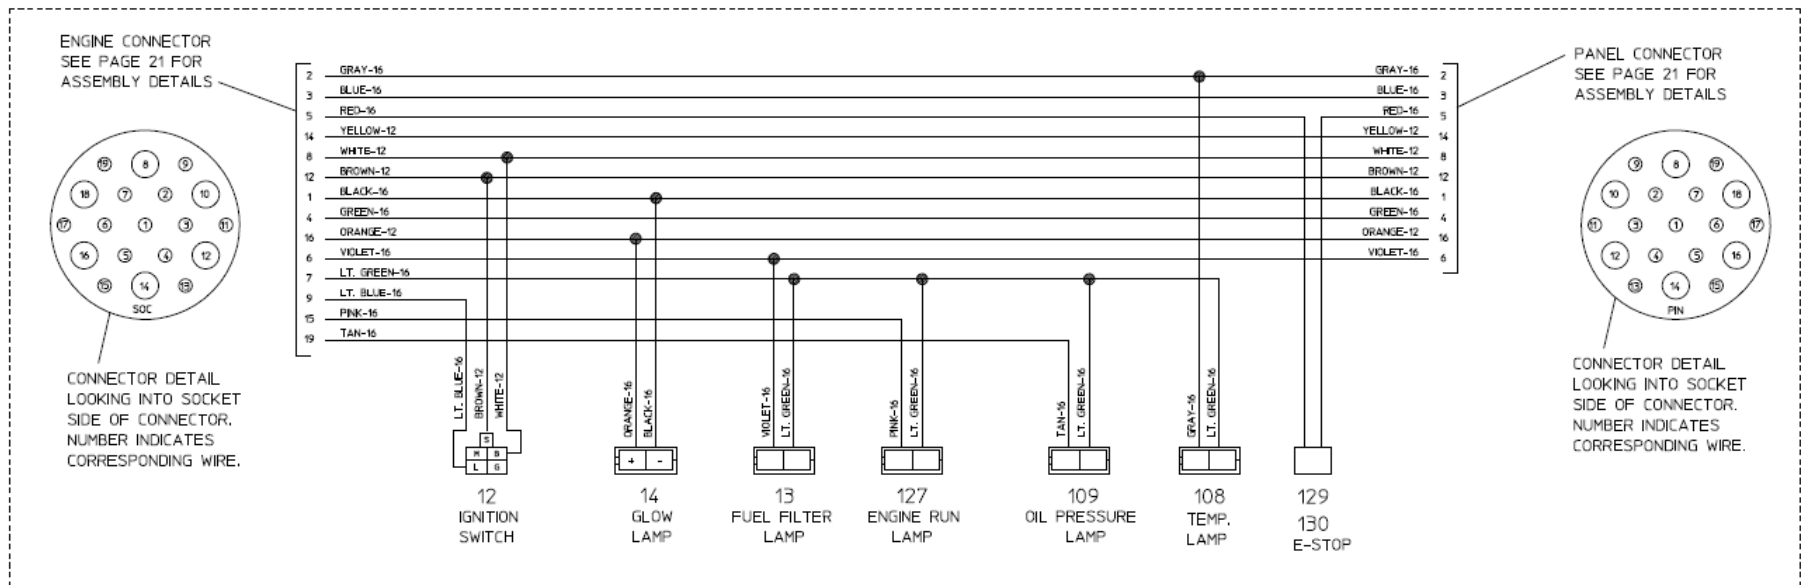 ENGINE CONNECTOR
SEE PAGE 21 FOR
ASSEMBLY DETAILS
PANEL CONNECTOR
SEE PAGE 21 FOR
ASSEMBLY DETAILS
2 GRAY-16 GRAY-16 2
3 BLUE-16 BLUE-16 3
5 RED-16 RED-16 5
14 YELLOW-12 YELLOW-12 14
8 WHITE-12 WHITE-12 8
12 BROWN-12 BROWN-12 12
1 BLACK-16 BLACK-16 1
4 GREEN-16 GREEN-16 4
16 ORANGE-12 ORANGE-12 16
6 VIOLET-16 VIOLET-16 6
7 LT. GREEN-16
9 LT. BLUE-16
15 PINK-16
19 TAN-16
19 8 9
18 7 2 10
17 6 1 3 11
16 5 4 12
15 14 13
SOC
9 8 19
10 2 7 18
11 3 1 6 17
12 4 5 16
13 14 15
PIN
CONNECTOR DETAIL
LOOKING INTO SOCKET
SIDE OF CONNECTOR.
NUMBER INDICATES
CORRESPONDING WIRE.
LT. BLUE-16
BROWN-12
WHITE-12
ORANGE-16
BLACK-16
VIOLET-16
LT. GREEN-16
PINK-16
LT. GREEN-16
TAN-16
LT. GREEN-16
GRAY-16
LT. GREEN-16
S
M B
L G
+ -
12
IGNITION
SWITCH
14
GLOW
LAMP
13
FUEL FILTER
LAMP
127
ENGINE RUN
LAMP
109
OIL PRESSURE
LAMP
108
TEMP.
LAMP
129
130
E-STOP
CONNECTOR DETAIL
LOOKING INTO SOCKET
SIDE OF CONNECTOR.
NUMBER INDICATES
CORRESPONDING WIRE.